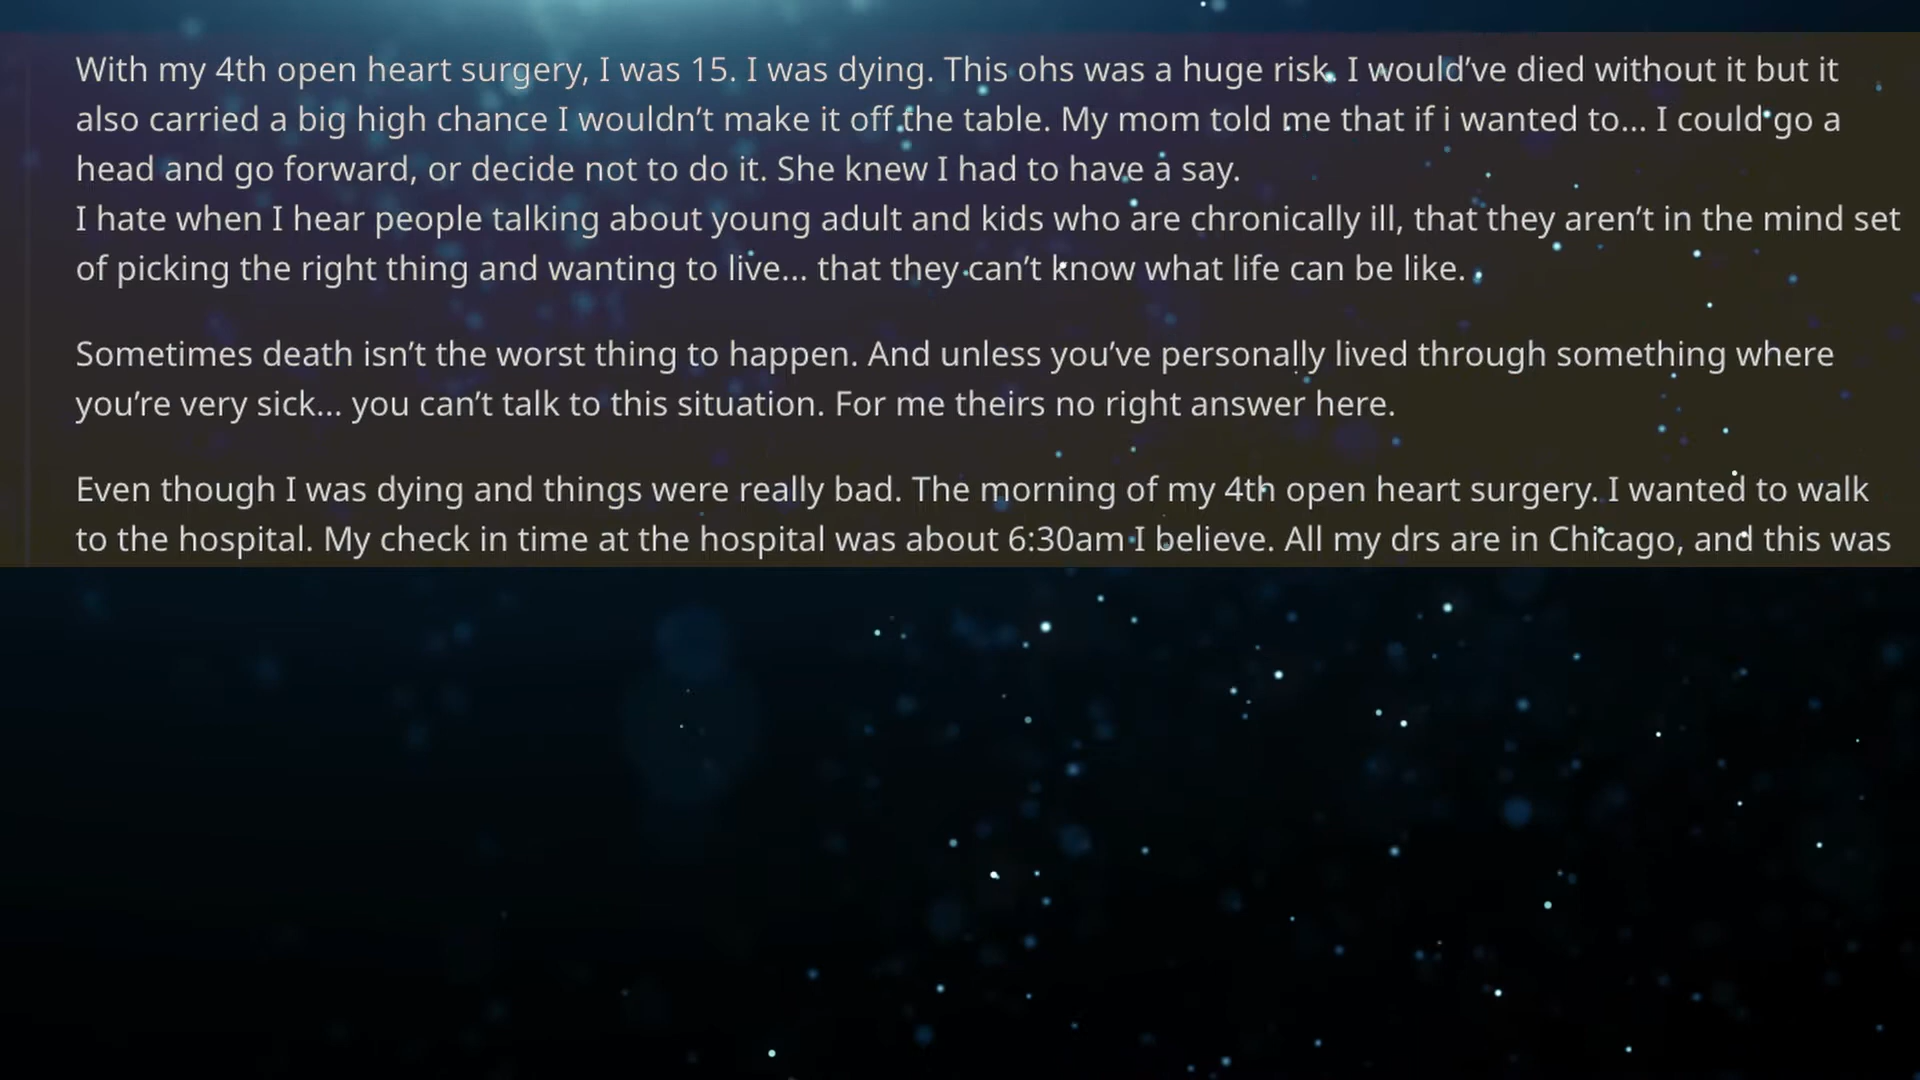 With my 4th open heart surgery, I was 15. I was dying. This ohs was a huge risk. I would’ve died without it but it
also carried a big high chance I wouldn’t make it off the table. My mom told me that if i wanted to... I could go a
head and go forward, or decide not to do it. She knew I had to have a say.
I hate when I hear people talking about young adult and kids who are chronically ill, that they aren’t in the mind set
of picking the right thing and wanting to live... that they can’t know what life can be like.
Sometimes death isn’t the worst thing to happen. And unless you’ve personally lived through something where
you’re very sick... you can’t talk to this situation. For me theirs no right answer here.
Even though I was dying and things were really bad. The morning of my 4th open heart surgery. I wanted to walk
to the hospital. My check in time at the hospital was about 6:30am I believe. All my drs are in Chicago, and this was